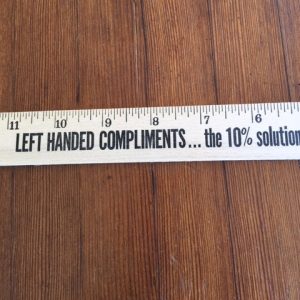 11 10 9 8 7 6
LEFT HANDED COMPLIMENTS... the 10% solution